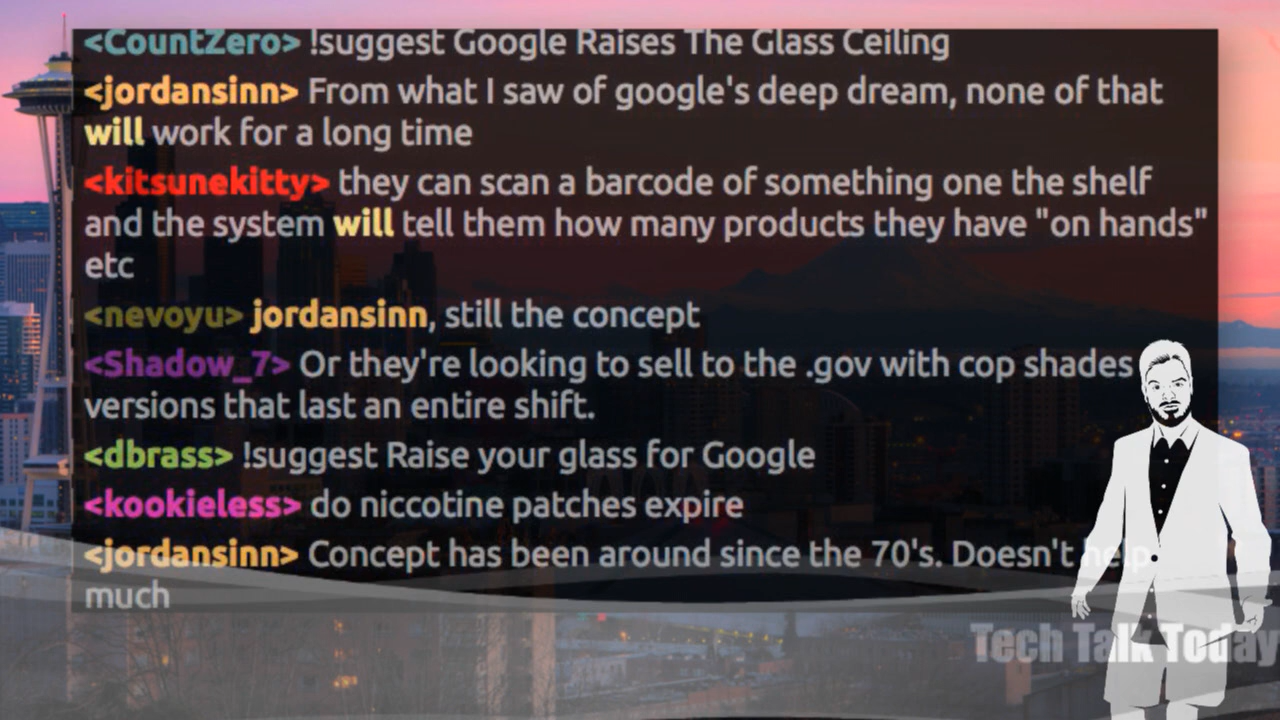 <CountZero> !suggest Google Raises The Glass Ceiling
<jordansinn> From what I saw of google's deep dream, none of that
will work for a long time
<kitsunekitty> they can scan a barcode of something one the shelf
and the system will tell them how many products they have "on hands"
etc
<nevoyu> jordansinn, still the concept
<Shadow_7> Or they're looking to sell to the .gov with cop shades
versions that last an entire shift.
<dbrass> !suggest Raise your glass for Google
<kookieless> do niccotine patches expire
<jordansinn> Concept has been around since the 70's. Doesn't help
much
Tech Talk Today